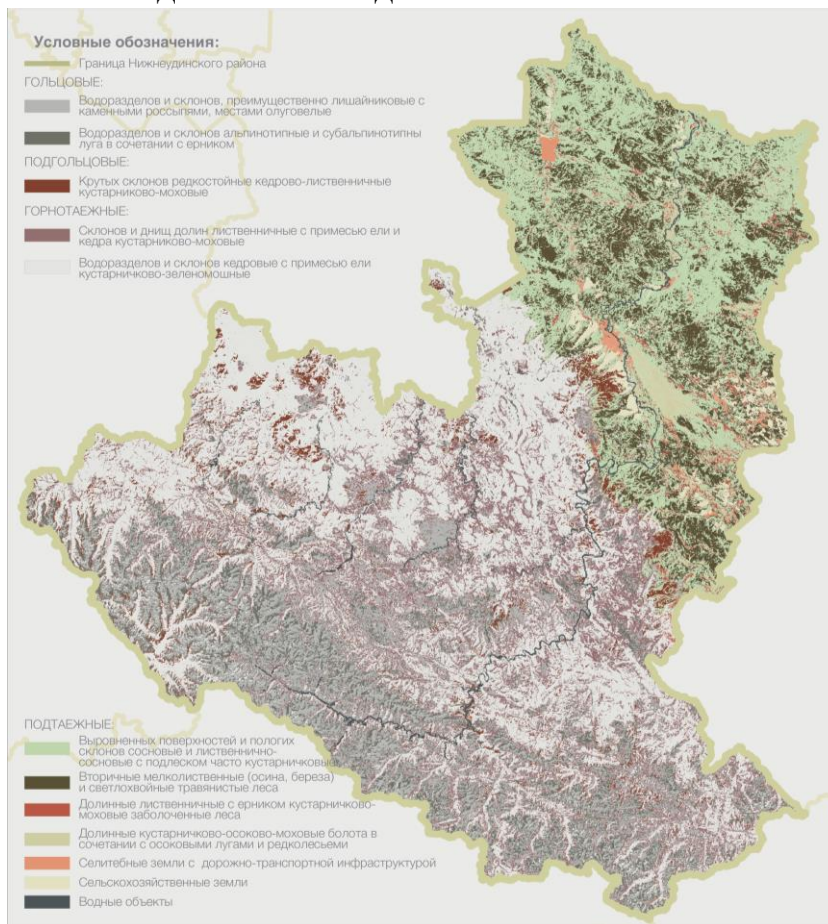 Условные обозначения:
Граница Нижнеудинского района
ГОЛЬЦОВЫЕ:
Водоразделов и склонов, преимущественно лишайниковые с
каменными россыпями, местами олуговелые
Водоразделов и склонов альпинотипные и субальпинотипны
луга в сочетании с ерником
ПОДГОЛЬЦОВЫЕ:
Крутых склонов редкостойные кедрово-лиственничные
кустарниково-моховые
ГОРНОТАЕЖНЫЕ:
Склонов и днищ долин лиственничные с примесью ели и
кедра кустарниково-моховые
Водоразделов и склонов кедровые с примесью ели
кустарничково-зеленомошные
ПОДТАЕЖНЫЕ:
Выровненных поверхностей и пологих
склонов сосновые и лиственнично-
сосновые с подлеском часто кустарничковые
Вторичные мелколиственные (осина, береза)
и светлохвойные травянистые леса
Долинные лиственничные с ерником кустарничково-
моховые заболоченные леса
Долинные кустарничково-осоково-моховые болота в
сочетании с осоковыми лугами и редколесьеми
Селитебные земли с дорожно-транспортной инфраструктурой
Сельскохозяйственные земли
Водные объекты